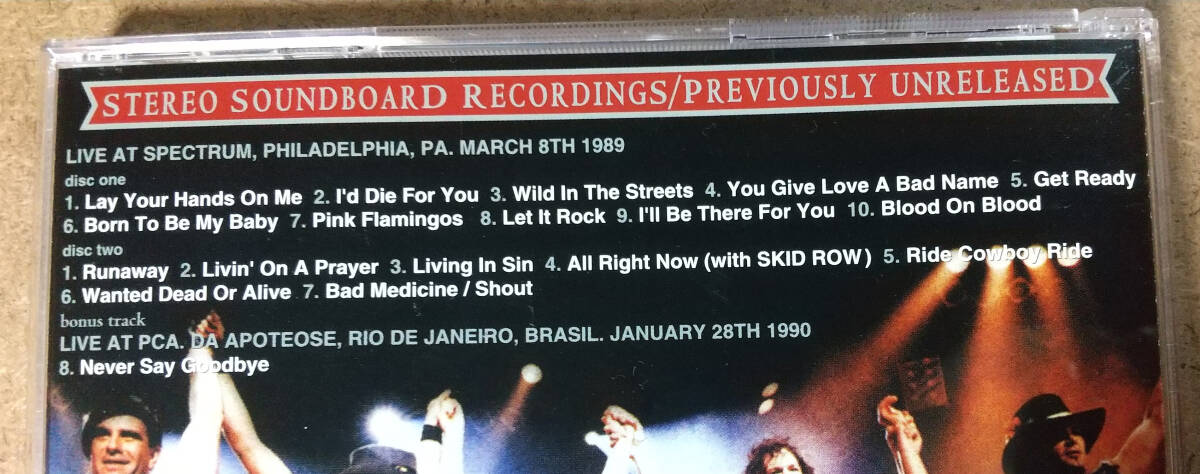 STEREO SOUNDBOARD RECORDINGS/PREVIOUSLY UNRELEASED
LIVE AT SPECTRUM, PHILADELPHIA, PA. MARCH 8TH 1989
disc one
1. Lay Your Hands On Me 2. I'd Die For You 3. Wild In The Streets 4. You Give Love A Bad Name 5. Get Ready
6. Born To Be My Baby 7. Pink Flamingos 8. Let It Rock 9. I'll Be There For You 10. Blood On Blood
disc two
1. Runaway 2. Livin' On A Prayer 3. Living In Sin 4. All Right Now (with SKID ROW) 5. Ride Cowboy Ride
6. Wanted Dead Or Alive 7. Bad Medicine / Shout
bonus track
LIVE AT PCA. DA APOTEOSE, RIO DE JANEIRO, BRASIL. JANUARY 28TH 1990
8. Never Say Goodbye